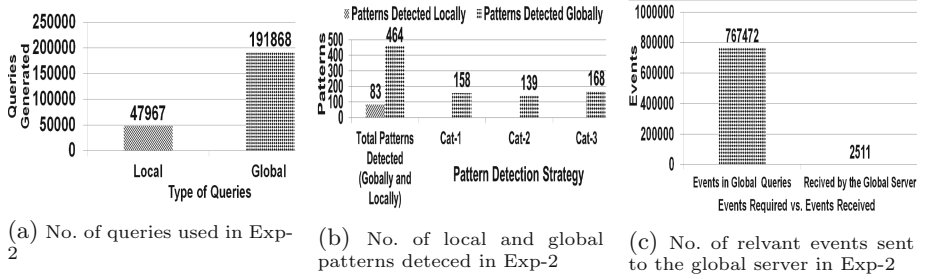 250000
200000
150000
100000
50000
0
Queries
Generated
47967
191868
Local Global
Type of Queries
(a) No. of queries used in Exp-
2
Patterns Detected Locally Patterns Detected Globally
500
400
300
200
100
0
Patterns
83
464
158
139
168
Total Patterns
Detected
(Gobally and
Locally)
Cat-1 Cat-2 Cat-3
Pattern Detection Strategy
(b) No. of local and global
patterns deteced in Exp-2
1000000
800000
600000
400000
200000
0
Events
767472
2511
Events in Global Queries Recived by the Global Server
Events Required vs. Events Received
(c) No. of relvant events sent
to the global server in Exp-2